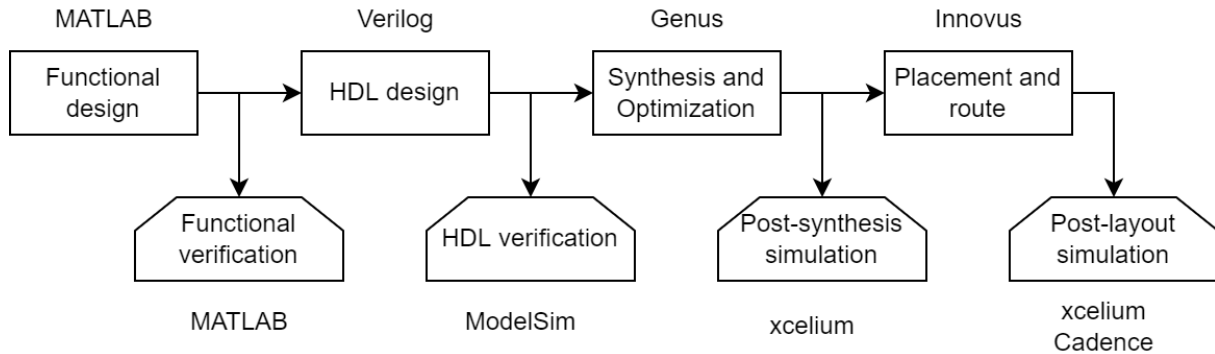 MATLAB
Verilog
Genus
Innovus
Functional
design
HDL design
Synthesis and
Optimization
Placement and
route
Functional
verification
HDL verification
Post-synthesis
simulation
Post-layout
simulation
MATLAB
ModelSim
xcelium
xcelium
Cadence